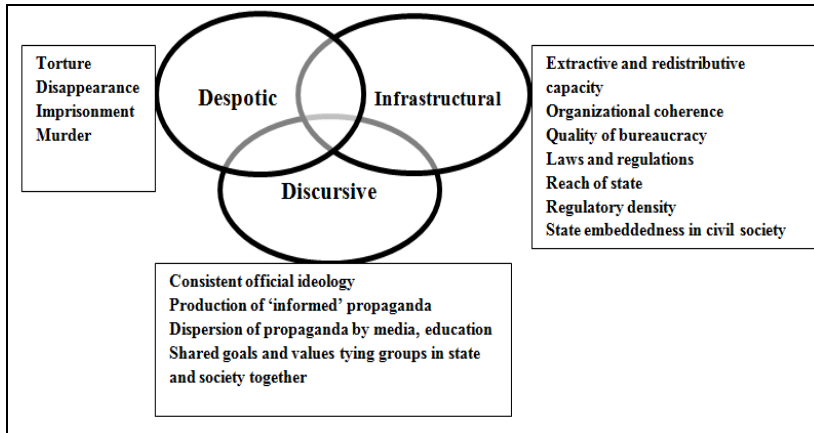 Torture
Disappearance
Imprisonment
Murder
Despotic
Infrastructural
Discursive
Extractive and redistributive
capacity
Organizational coherence
Quality of bureaucracy
Laws and regulations
Reach of state
Regulatory density
State embeddedness in civil society
Consistent official ideology
Production of ‘informed’ propaganda
Dispersion of propaganda by media, education
Shared goals and values tying groups in state
and society together